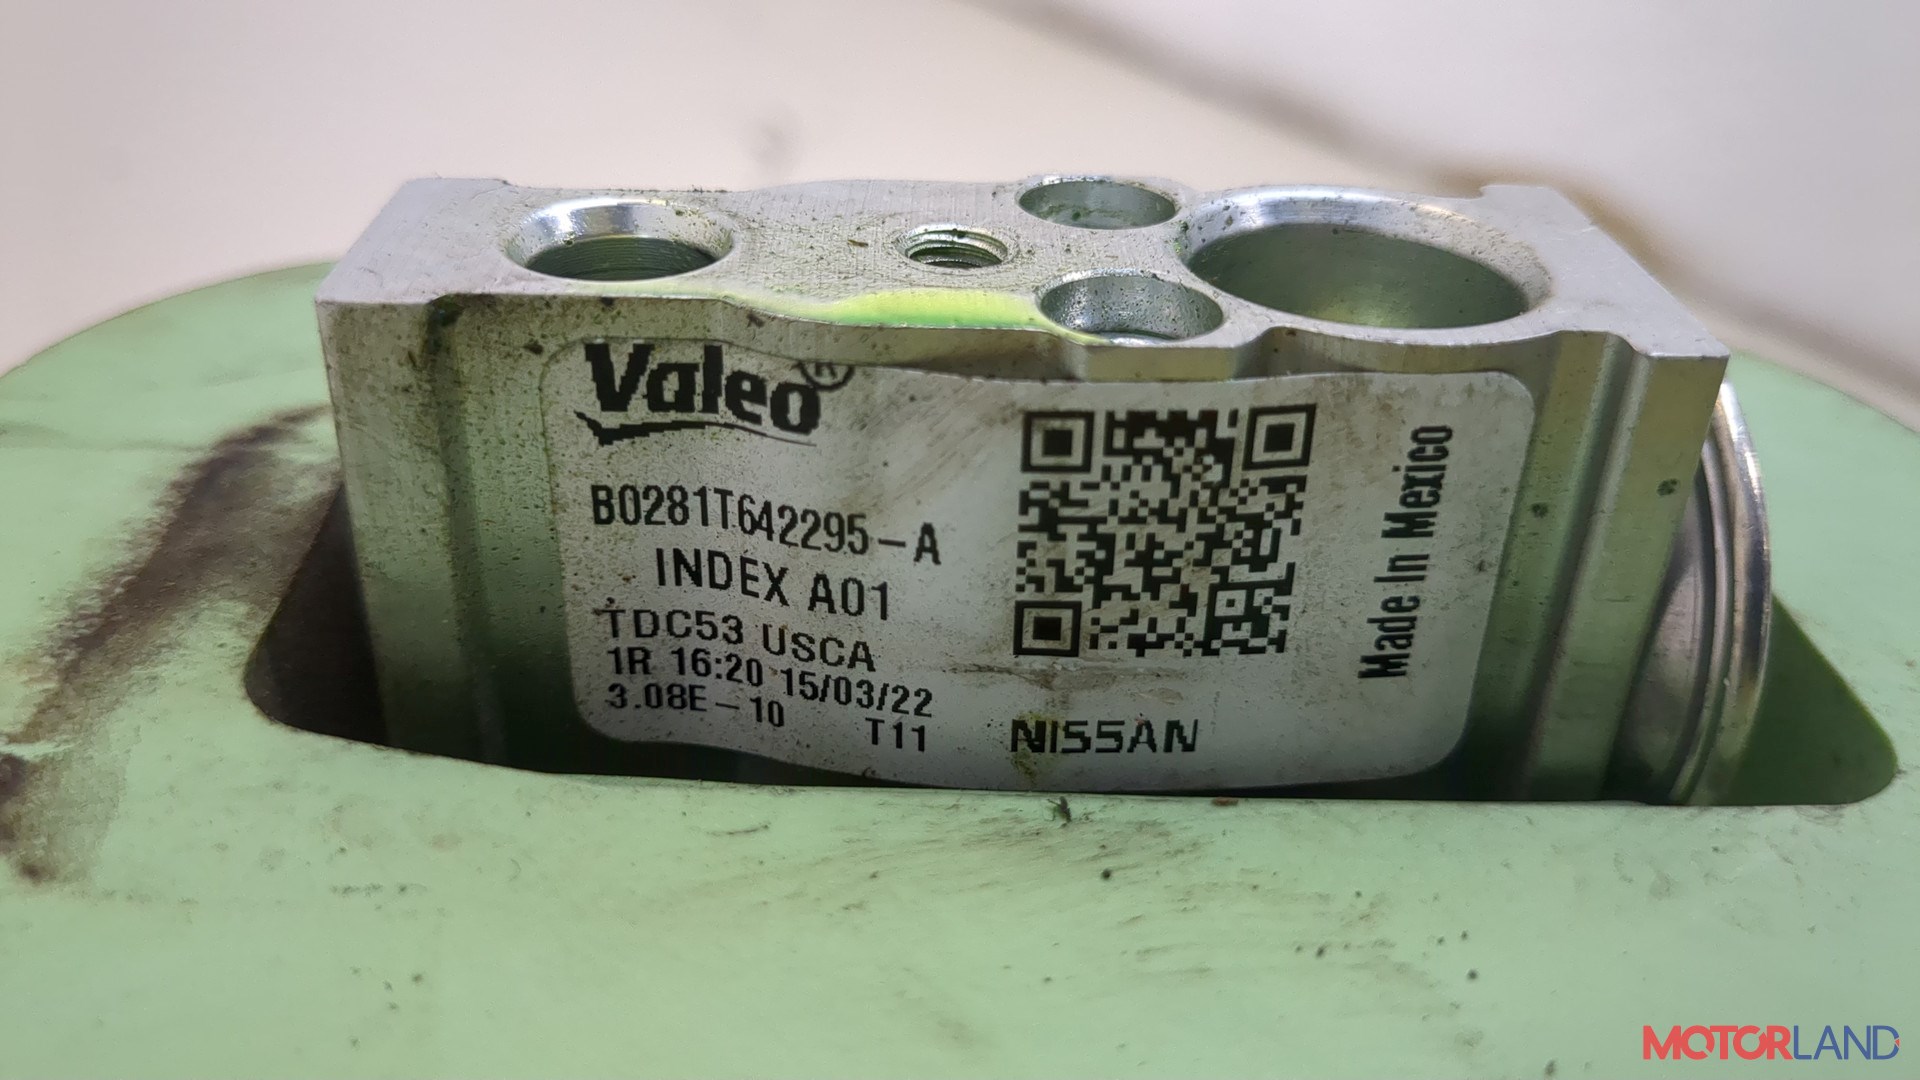 Valeo®
B0281T642295-A
INDEX A01
TDC53 USCA
1R 16:20 15/03/22
3.08E-10 T11
NISSAN
Made In Mexico
MOTORLAND